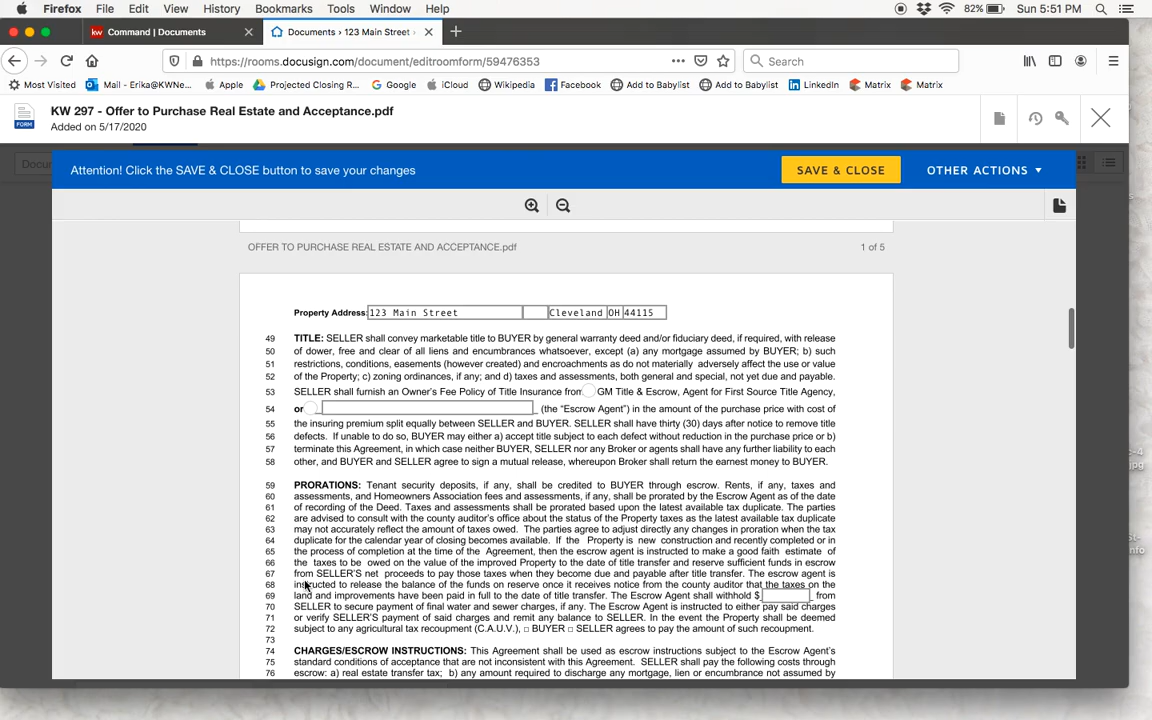 Firefox File Edit View History Bookmarks Tools Window Help 82% Sun 5:51 PM
kw Command | Documents Documents › 123 Main Street
https://rooms.docusign.com/document/editroomform/59476353 Search
Most Visited Mail - Erika@KWNe... Apple Projected Closing R... Google iCloud Wikipedia Facebook Add to Babylist Add to Babylist LinkedIn Matrix Matrix
KW 297 - Offer to Purchase Real Estate and Acceptance.pdf
FORM
Added on 5/17/2020
Docu
Attention! Click the SAVE & CLOSE button to save your changes SAVE & CLOSE OTHER ACTIONS
OFFER TO PURCHASE REAL ESTATE AND ACCEPTANCE.pdf 1 of 5
Property Address: 123 Main Street Cleveland OH 44115
49 TITLE: SELLER shall convey marketable title to BUYER by general warranty deed and/or fiduciary deed, if required, with release
50 of dower, free and clear of all liens and encumbrances whatsoever, except (a) any mortgage assumed by BUYER; b) such
51 restrictions, conditions, easements (however created) and encroachments as do not materially adversely affect the use or value
52 of the Property; c) zoning ordinances, if any; and d) taxes and assessments, both general and special, not yet due and payable.
53 SELLER shall furnish an Owner's Fee Policy of Title Insurance from GM Title & Escrow, Agent for First Source Title Agency,
54 or (the "Escrow Agent") in the amount of the purchase price with cost of
55 the insuring premium split equally between SELLER and BUYER. SELLER shall have thirty (30) days after notice to remove title
56 defects. If unable to do so, BUYER may either a) accept title subject to each defect without reduction in the purchase price or b)
57 terminate this Agreement, in which case neither BUYER, SELLER nor any Broker or agents shall have any further liability to each
58 other, and BUYER and SELLER agree to sign a mutual release, whereupon Broker shall return the earnest money to BUYER.
59 PRORATIONS: Tenant security deposits, if any, shall be credited to BUYER through escrow. Rents, if any, taxes and
60 assessments, and Homeowners Association fees and assessments, if any, shall be prorated by the Escrow Agent as of the date
61 of recording of the Deed. Taxes and assessments shall be prorated based upon the latest available tax duplicate. The parties
62 are advised to consult with the county auditor's office about the status of the Property taxes as the latest available tax duplicate
63 may not accurately reflect the amount of taxes owed. The parties agree to adjust directly any changes in proration when the tax
64 duplicate for the calendar year of closing becomes available. If the Property is new construction and recently completed or in
65 the process of completion at the time of the Agreement, then the escrow agent is instructed to make a good faith estimate of
66 the taxes to be owed on the value of the improved Property to the date of title transfer and reserve sufficient funds in escrow
67 from SELLER'S net proceeds to pay those taxes when they become due and payable after title transfer. The escrow agent is
68 instructed to release the balance of the funds on reserve once it receives notice from the county auditor that the taxes on the
69 land and improvements have been paid in full to the date of title transfer. The Escrow Agent shall withhold $ from
70 SELLER to secure payment of final water and sewer charges, if any. The Escrow Agent is instructed to either pay said charges
71 or verify SELLER'S payment of said charges and remit any balance to SELLER. In the event the Property shall be deemed
72 subject to any agricultural tax recoupment (C.A.U.V.), □ BUYER □ SELLER agrees to pay the amount of such recoupment.
73
74 CHARGES/ESCROW INSTRUCTIONS: This Agreement shall be used as escrow instructions subject to the Escrow Agent's
75 standard conditions of acceptance that are not inconsistent with this Agreement. SELLER shall pay the following costs through
76 escrow: a) real estate transfer tax; b) any amount required to discharge any mortgage, lien or encumbrance not assumed by